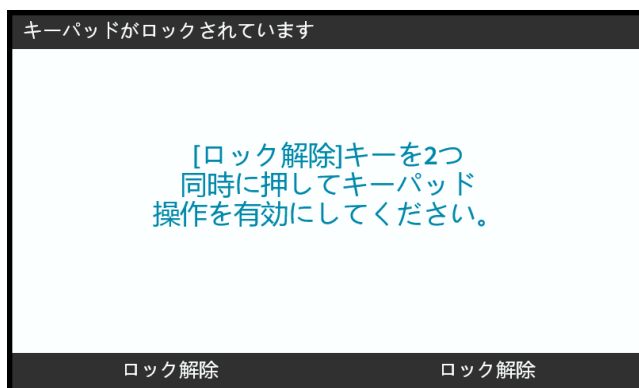 キーパッドがロックされています
[ロック解除]キーを2つ
同時に押してキーパッド
操作を有効にしてください。
ロック解除 ロック解除